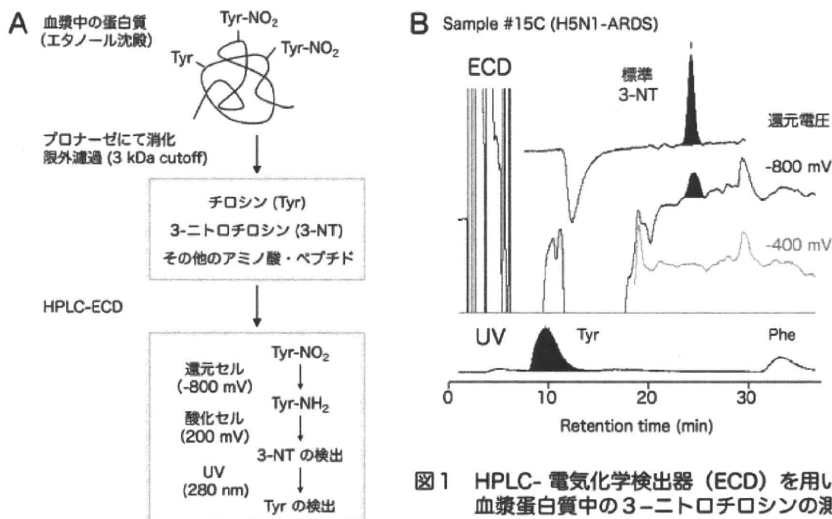 A
血漿中の蛋白質
(エタノール沈殿)
Tyr-NO2
Tyr
Tyr-NO2
プロナーゼにて消化
限外濾過 (3 kDa cutoff)
チロシン (Tyr)
3-ニトロチロシン (3-NT)
その他のアミノ酸・ペプチド
HPLC-ECD
Tyr-NO2
還元セル
(-800 mV)
Tyr-NH2
酸化セル
(200 mV)
3-NT の検出
UV
(280 nm)
Tyr の検出
B Sample #15C (H5N1-ARDS)
ECD
標準
3-NT
還元電圧
-800 mV
-400 mV
UV
Tyr
Phe
0 10 20 30
Retention time (min)
図1 HPLC- 電気化学検出器(ECD)を用い
血漿蛋白質中の3-ニトロチロシンの測